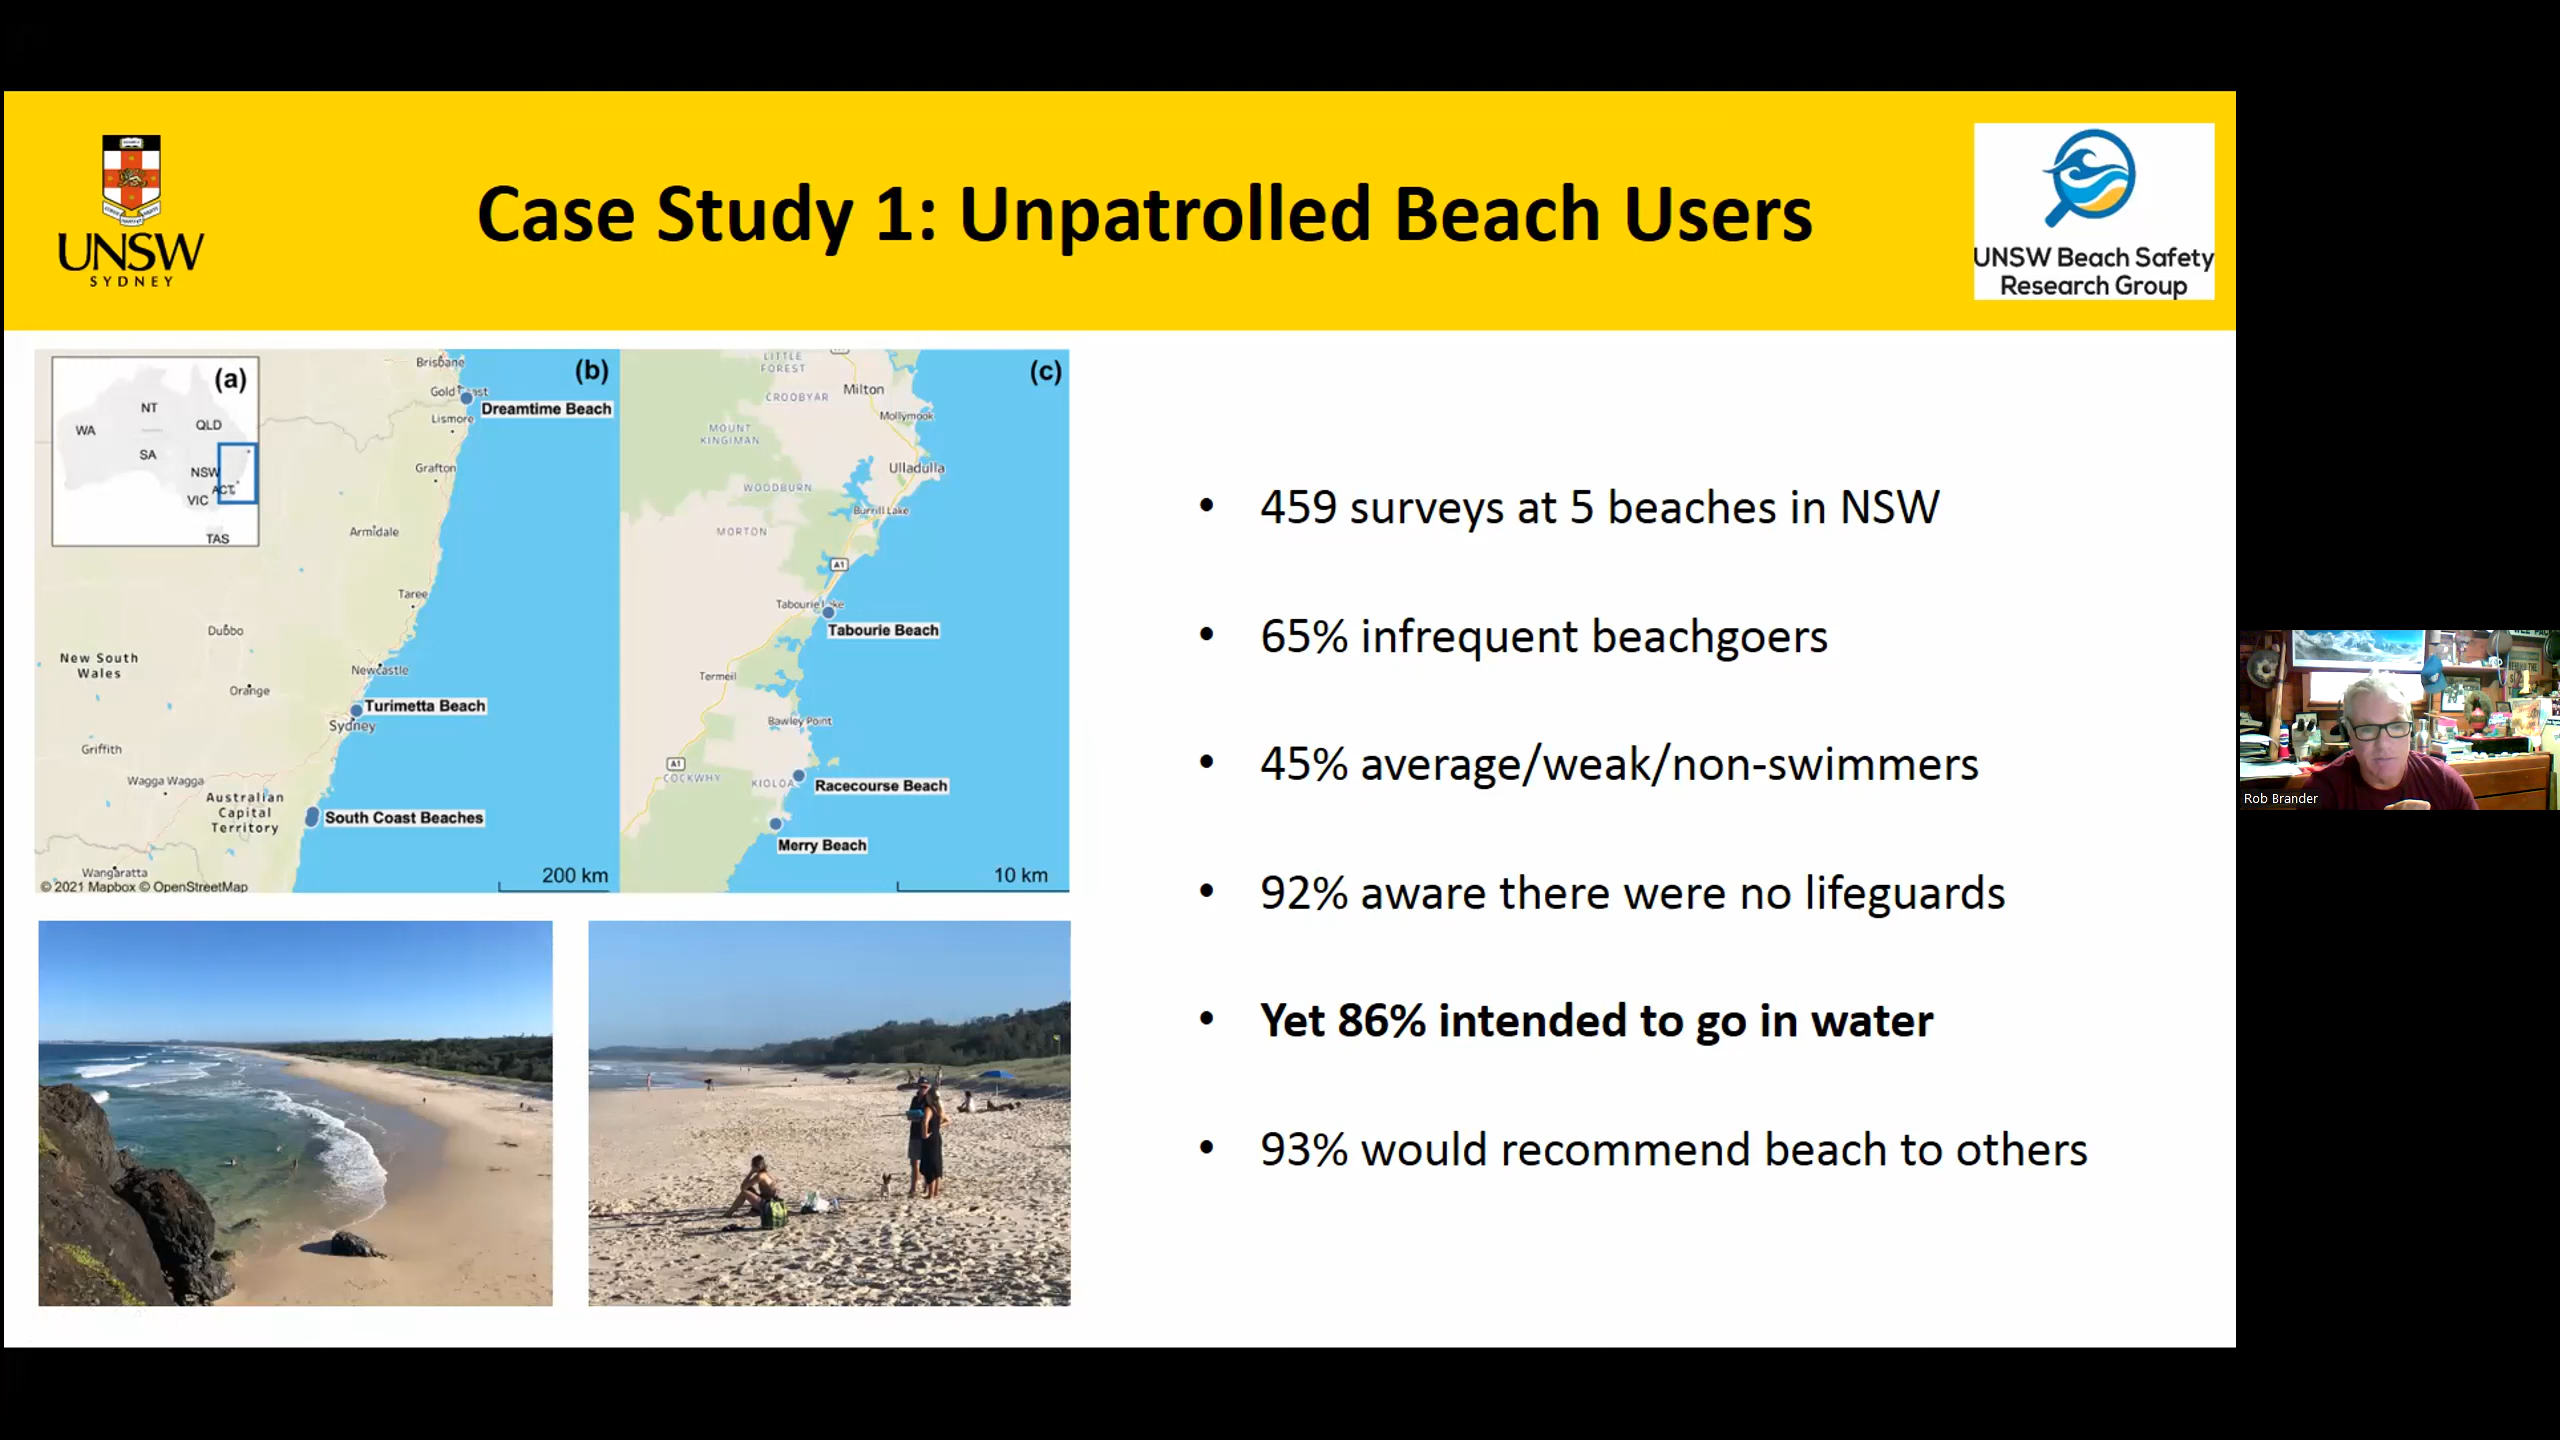 UNSW
SYDNEY
Case Study 1: Unpatrolled Beach Users
UNSW Beach Safety
Research Group
(a)
NT
QLD
WA
SA
NSW
ACT
VIC
TAS
(b)
Brisbane
Gold Coast
Dreamtime Beach
Lismore
Grafton
Armidale
Taree
Dubbo
New South
Wales
Newcastle
Orange
Turimetta Beach
Sydney
Griffith
Wagga Wagga
Australian
Capital
Territory
South Coast Beaches
Wangaratta
© 2021 Mapbox © OpenStreetMap
200 km
(c)
LITTLE
FOREST
Milton
CROOBYAR
Mollymook
MOUNT
KINGIMAN
Ulladulla
WOODBURN
Burrill Lake
MORTON
A1
Tabourie Lake
Tabourie Beach
Termeil
Bawley Point
A1
COCKWHY
KIOLOA
Racecourse Beach
Merry Beach
10 km
• 459 surveys at 5 beaches in NSW
• 65% infrequent beachgoers
• 45% average/weak/non-swimmers
• 92% aware there were no lifeguards
• Yet 86% intended to go in water
• 93% would recommend beach to others
Rob Brander